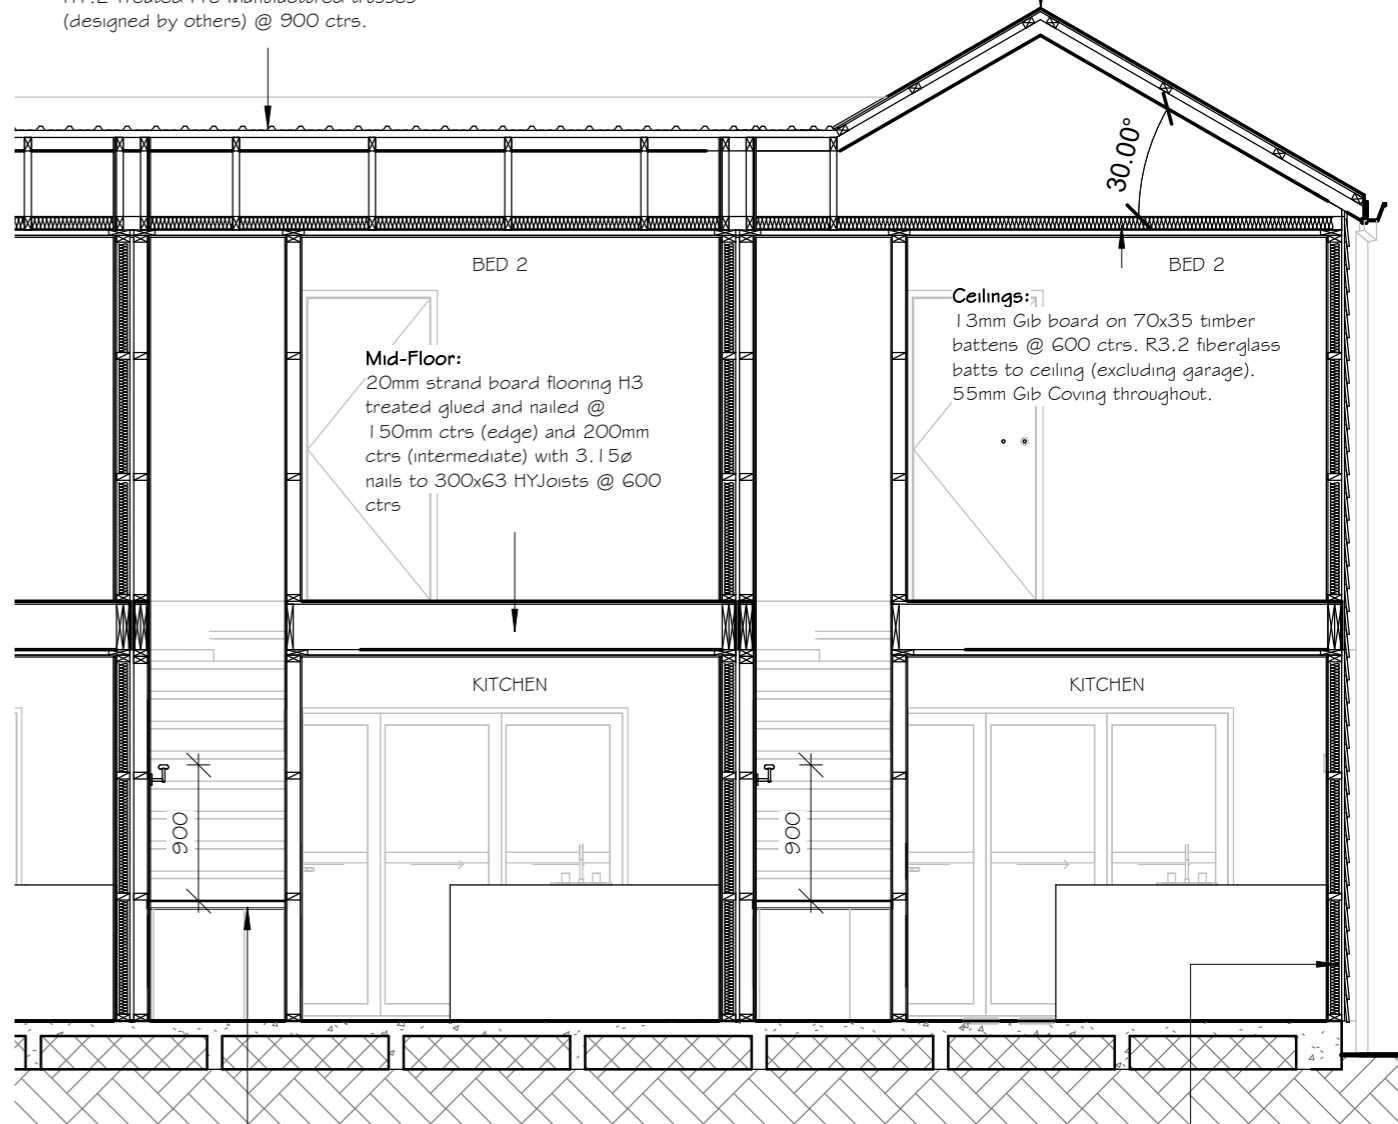 (designed by others) @ 900 ctrs.
30.00°
BED 2
BED 2
Ceilings:
13mm Gib board on 70x35 timber
battens @ 600 ctrs. R3.2 fiberglass
batts to ceiling (excluding garage).
55mm Gib Coving throughout.
Mid-Floor:
20mm strand board flooring H3
treated glued and nailed @
150mm ctrs (edge) and 200mm
ctrs (intermediate) with 3.15ø
nails to 300x63 HYJoists @ 600
ctrs
KITCHEN
KITCHEN
900
900